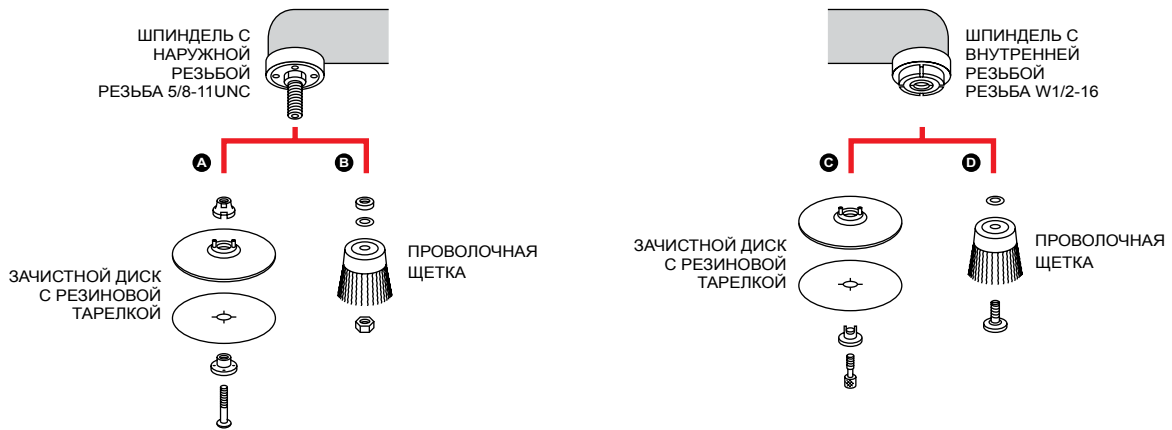 ШПИНДЕЛЬ С
НАРУЖНОЙ
РЕЗЬБОЙ
РЕЗЬБА 5/8-11UNC
A
B
ЗАЧИСТНОЙ ДИСК
С РЕЗИНОВОЙ
ТАРЕЛКОЙ
ПРОВОЛОЧНАЯ
ЩЕТКА
ШПИНДЕЛЬ С
ВНУТРЕННЕЙ
РЕЗЬБОЙ
РЕЗЬБА W1/2-16
C
D
ЗАЧИСТНОЙ ДИСК
С РЕЗИНОВОЙ
ТАРЕЛКОЙ
ПРОВОЛОЧНАЯ
ЩЕТКА